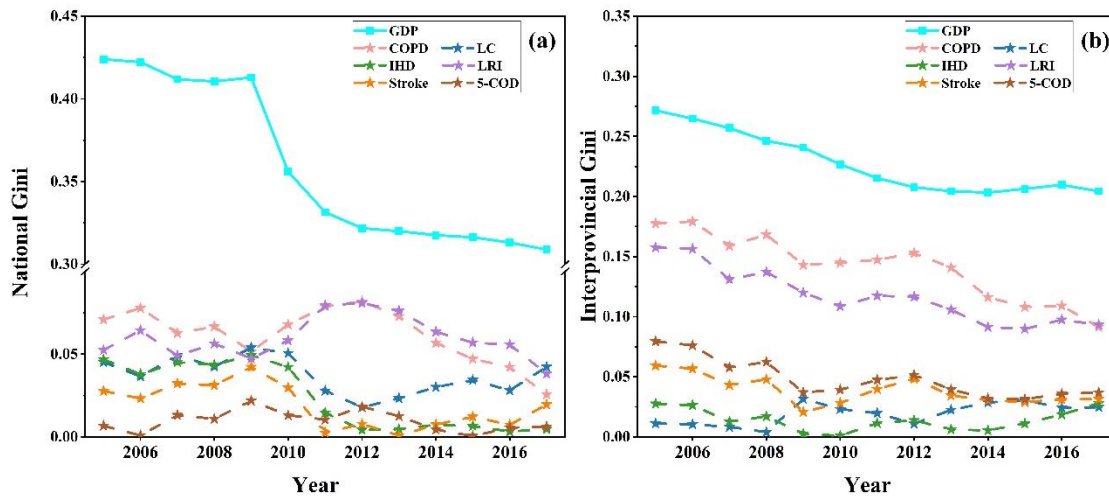 0.45
0.40
0.35
0.30
0.05
0.00
National Gini
GDP
COPD LC
IHD LRI
Stroke 5-COD
(a)
2006 2008 2010 2012 2014 2016
Year
0.35
0.30
0.25
0.20
0.15
0.10
0.05
0.00
Interprovincial Gini
GDP
COPD LC
IHD LRI
Stroke 5-COD
(b)
2006 2008 2010 2012 2014 2016
Year